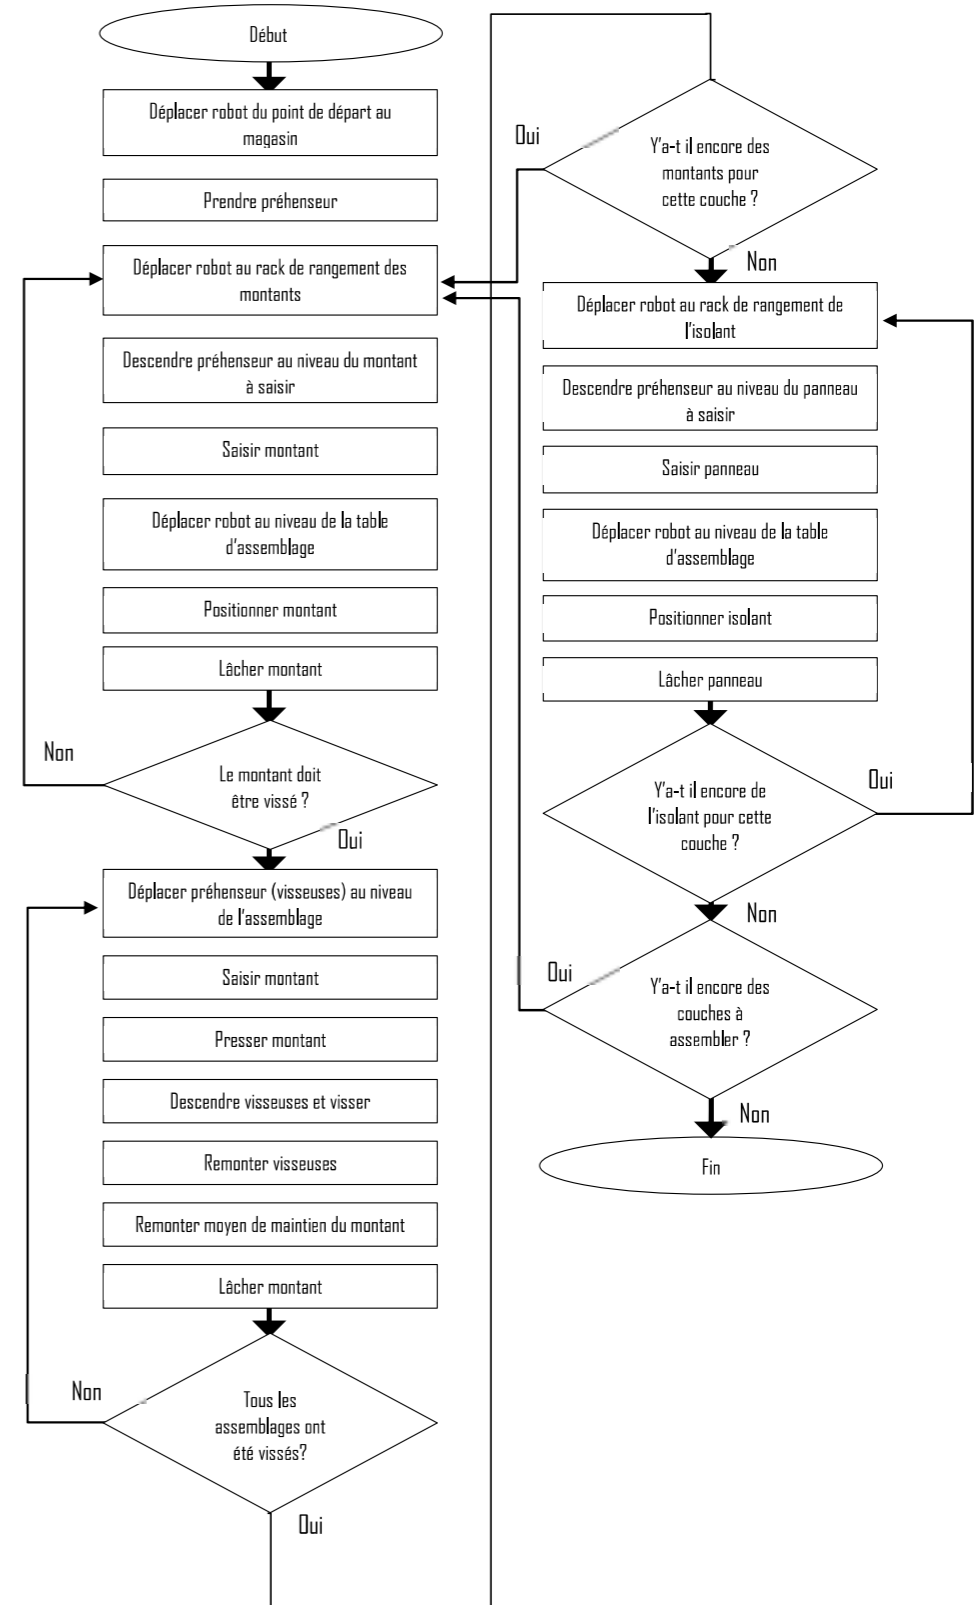 Début
Déplacer robot du point de départ au
magasin
Prendre préhenseur
Déplacer robot au rack de rangement des
montants
Descendre préhenseur au niveau du montant
à saisir
Saisir montant
Déplacer robot au niveau de la table
d'assemblage
Positionner montant
Lâcher montant
Non
Le montant doit
être vissé ?
Oui
Déplacer préhenseur (visseuses) au niveau
de l'assemblage
Saisir montant
Presser montant
Descendre visseuses et visser
Remonter visseuses
Remonter moyen de maintien du montant
Lâcher montant
Non
Tous les
assemblages ont
été vissés?
Oui
Oui
Y'a-t il encore des
montants pour
cette couche ?
Non
Déplacer robot au rack de rangement de
l'isolant
Descendre préhenseur au niveau du panneau
à saisir
Saisir panneau
Déplacer robot au niveau de la table
d'assemblage
Positionner isolant
Lâcher panneau
Oui
Y'a-t il encore de
l'isolant pour cette
couche ?
Non
Oui
Y'a-t il encore des
couches à
assembler ?
Non
Fin